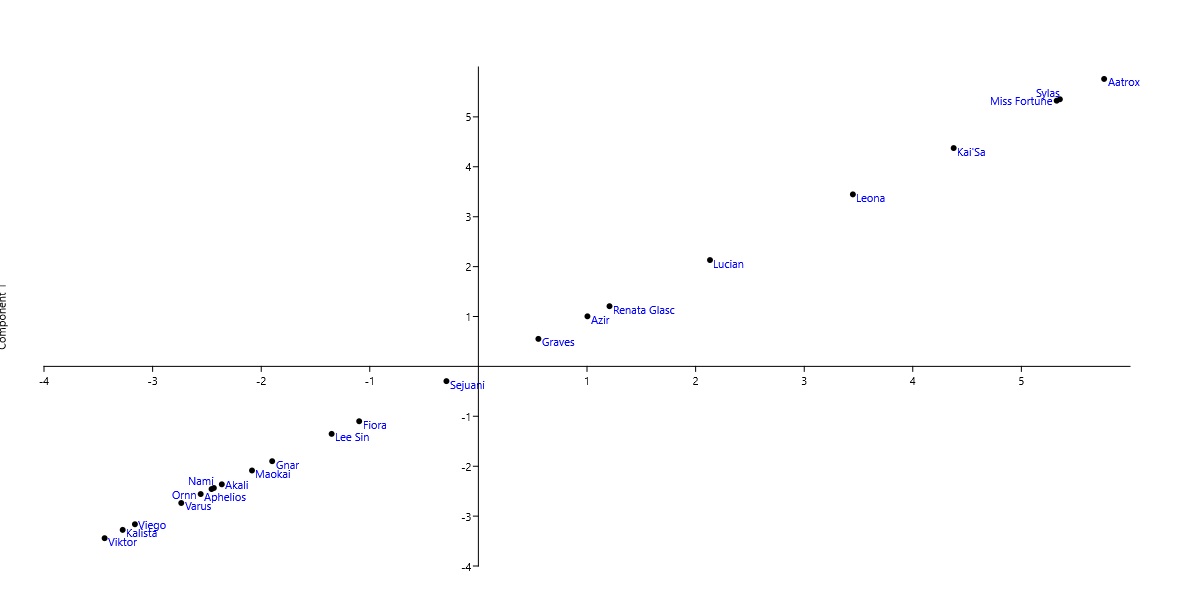 Aatrox
Sylas
Miss Fortune
5
Kai'Sa
4
Leona
3
Lucian
2
Renata Glasc
Azir
1
Graves
Component 1
-4
-3
-2
-1
1
2
3
4
5
Sejuani
-1
Fiora
Lee Sin
Gnar
-2
Maokai
Nami
Akali
Ornn
Aphelios
Varus
-3
Viego
Kalista
Viktor
-4